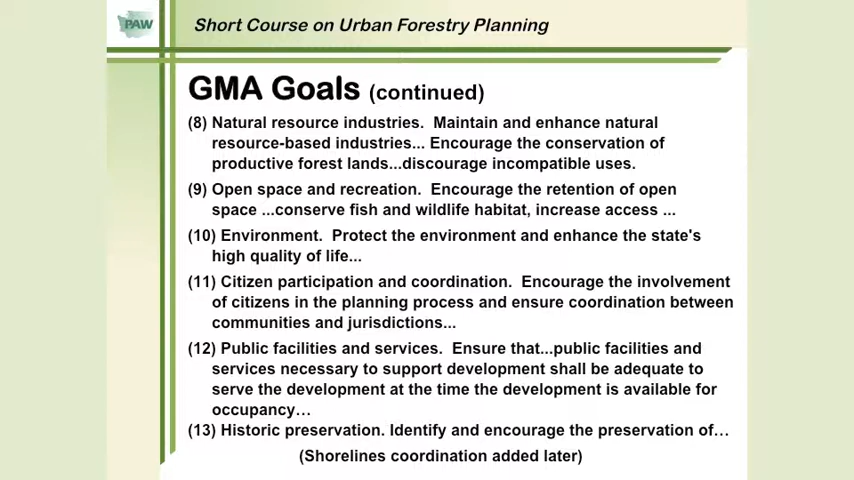 PAW
Short Course on Urban Forestry Planning
GMA Goals (continued)
(8) Natural resource industries.  Maintain and enhance natural
resource-based industries... Encourage the conservation of
productive forest lands...discourage incompatible uses.
(9) Open space and recreation.  Encourage the retention of open
space ...conserve fish and wildlife habitat, increase access ...
(10) Environment.  Protect the environment and enhance the state's
high quality of life...
(11) Citizen participation and coordination.  Encourage the involvement
of citizens in the planning process and ensure coordination between
communities and jurisdictions...
(12) Public facilities and services.  Ensure that...public facilities and
services necessary to support development shall be adequate to
serve the development at the time the development is available for
occupancy…
(13) Historic preservation. Identify and encourage the preservation of…
(Shorelines coordination added later)